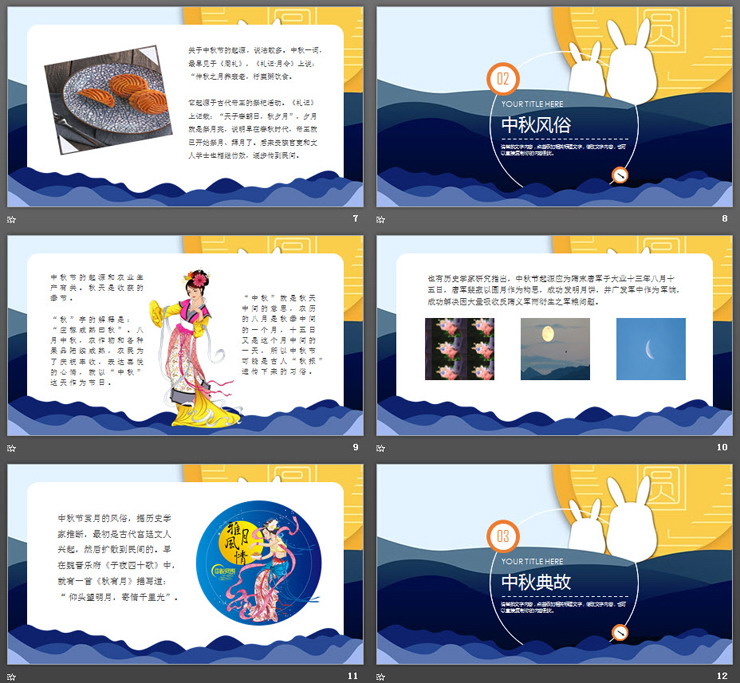 关于中秋节的起源，说法较多。中秋一词，
最早见于《周礼》，《礼记·月令》上说：
“仲秋之月养衰老，行糜粥饮食。
它起源于古代帝王的祭祀活动。《礼记》
上记载：“天子春朝日，秋夕月”，夕月
就是祭月亮，说明早在春秋时代，帝王就
已开始祭月、拜月了。后来贵族官吏和文
人学士也相继仿效，逐步传到民间。
7
圆
02
YOUR TITLE HERE
中秋风俗
8
中秋节的起源和农业生
产有关。秋天是收获的
季节。
“秋”字的解释是：
“庄稼成熟曰秋”。八
月中秋，农作物和各种
果品陆续成熟，农民为
了庆祝丰收，表达喜悦
的心情，就以“中秋”
这天作为节日。
“中秋”就是秋天
中间的意思，农历
的八月是秋季中间
的一个月，十五日
又是这个月中间的
一天，所以中秋节
可能是古人“秋报”
遗传下来的习俗。
9
也有历史学家研究指出，中秋节起源应为隋末唐军于大业十三年八月十
五日，唐军裴寂以圆月作为构思，成功发明月饼，并广发军中作为军饷，
成功解决因大量吸收反隋义军而衍生之军粮问题。
10
中秋节赏月的风俗，据历史学
家推断，最初是古代宫廷文人
兴起，然后扩散到民间的。早
在魏晋乐府《子夜四十歌》中，
就有一首《秋有月》描写道：
“仰头望明月，寄情千里光”。
雅月
風情
11
圆
03
YOUR TITLE HERE
中秋典故
12